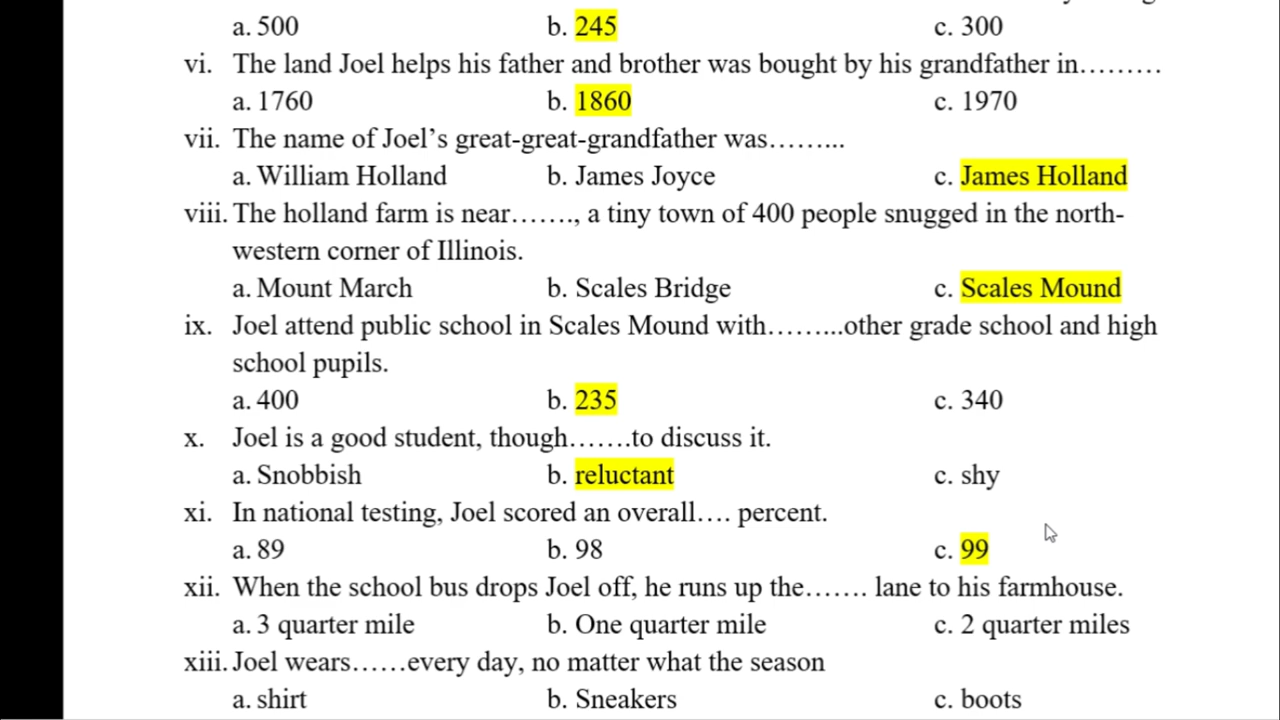 a. 500 b. 245 c. 300
vi. The land Joel helps his father and brother was bought by his grandfather in………
a. 1760 b. 1860 c. 1970
vii. The name of Joel’s great-great-grandfather was……...
a. William Holland b. James Joyce c. James Holland
viii. The holland farm is near……., a tiny town of 400 people snugged in the north-
western corner of Illinois.
a. Mount March b. Scales Bridge c. Scales Mound
ix. Joel attend public school in Scales Mound with……...other grade school and high
school pupils.
a. 400 b. 235 c. 340
x. Joel is a good student, though…….to discuss it.
a. Snobbish b. reluctant c. shy
xi. In national testing, Joel scored an overall…. percent.
a. 89 b. 98 c. 99
xii. When the school bus drops Joel off, he runs up the……. lane to his farmhouse.
a. 3 quarter mile b. One quarter mile c. 2 quarter miles
xiii. Joel wears……every day, no matter what the season
a. shirt b. Sneakers c. boots